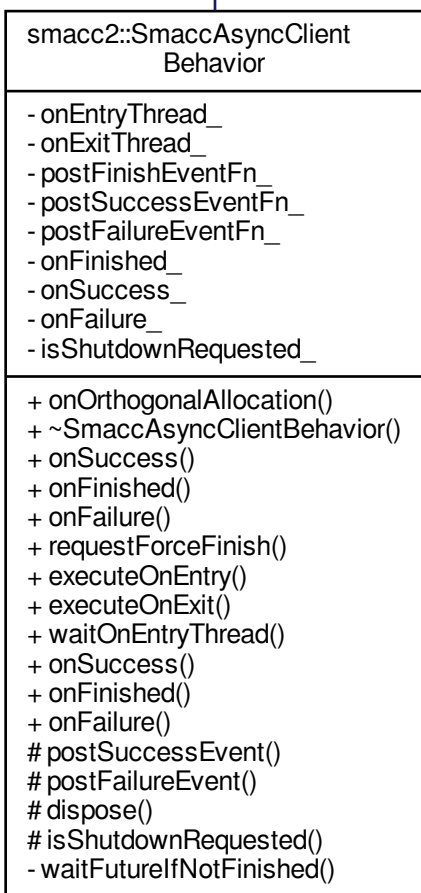 smacc2::SmaccAsyncClient
Behavior
- onEntryThread_
- onExitThread_
- postFinishEventFn_
- postSuccessEventFn_
- postFailureEventFn_
- onFinished_
- onSuccess_
- onFailure_
- isShutdownRequested_
+ onOrthogonalAllocation()
+ ~SmaccAsyncClientBehavior()
+ onSuccess()
+ onFinished()
+ onFailure()
+ requestForceFinish()
+ executeOnEntry()
+ executeOnExit()
+ waitOnEntryThread()
+ onSuccess()
+ onFinished()
+ onFailure()
# postSuccessEvent()
# postFailureEvent()
# dispose()
# isShutdownRequested()
- waitFutureIfNotFinished()